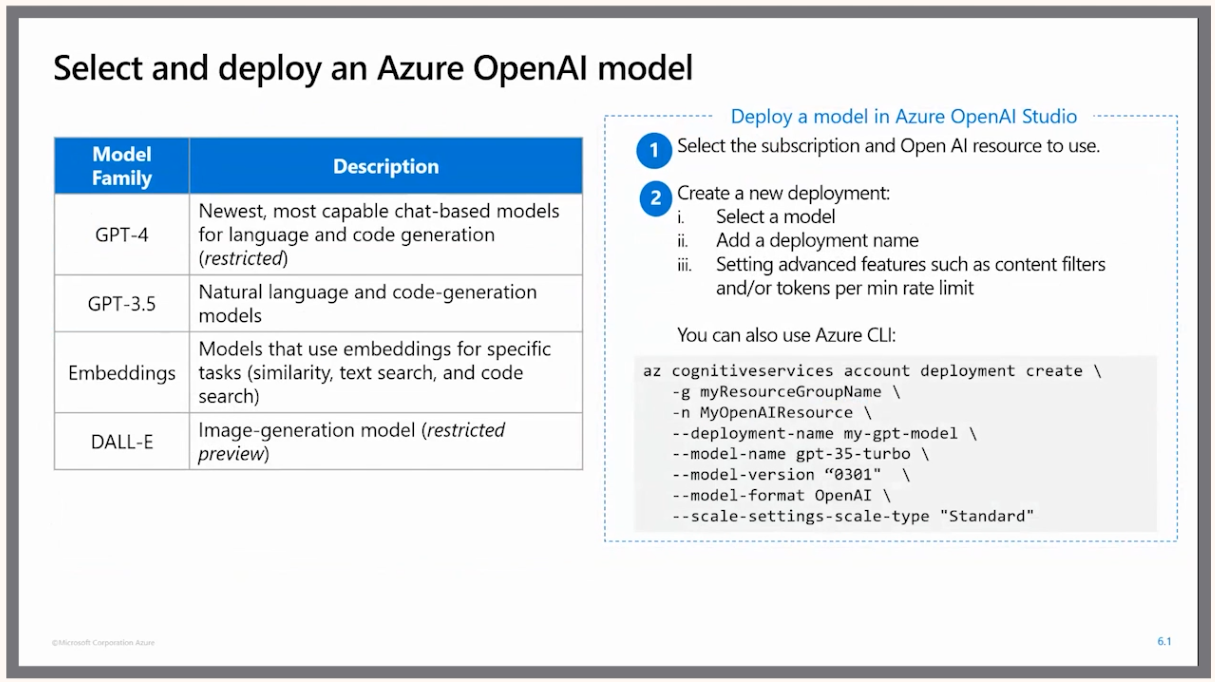 Select and deploy an Azure OpenAI model
Model
Family
Description
GPT-4
Newest, most capable chat-based models
for language and code generation
(restricted)
GPT-3.5
Natural language and code-generation
models
Embeddings
Models that use embeddings for specific
tasks (similarity, text search, and code
search)
DALL-E
Image-generation model (restricted
preview)
Deploy a model in Azure OpenAI Studio
1 Select the subscription and Open AI resource to use.
2 Create a new deployment:
i. Select a model
ii. Add a deployment name
iii. Setting advanced features such as content filters
and/or tokens per min rate limit
You can also use Azure CLI:
az cognitiveservices account deployment create \
-g myResourceGroupName \
-n MyOpenAIResource \
--deployment-name my-gpt-model \
--model-name gpt-35-turbo \
--model-version “0301" \
--model-format OpenAI \
--scale-settings-scale-type "Standard"
©Microsoft Corporation Azure
6.1